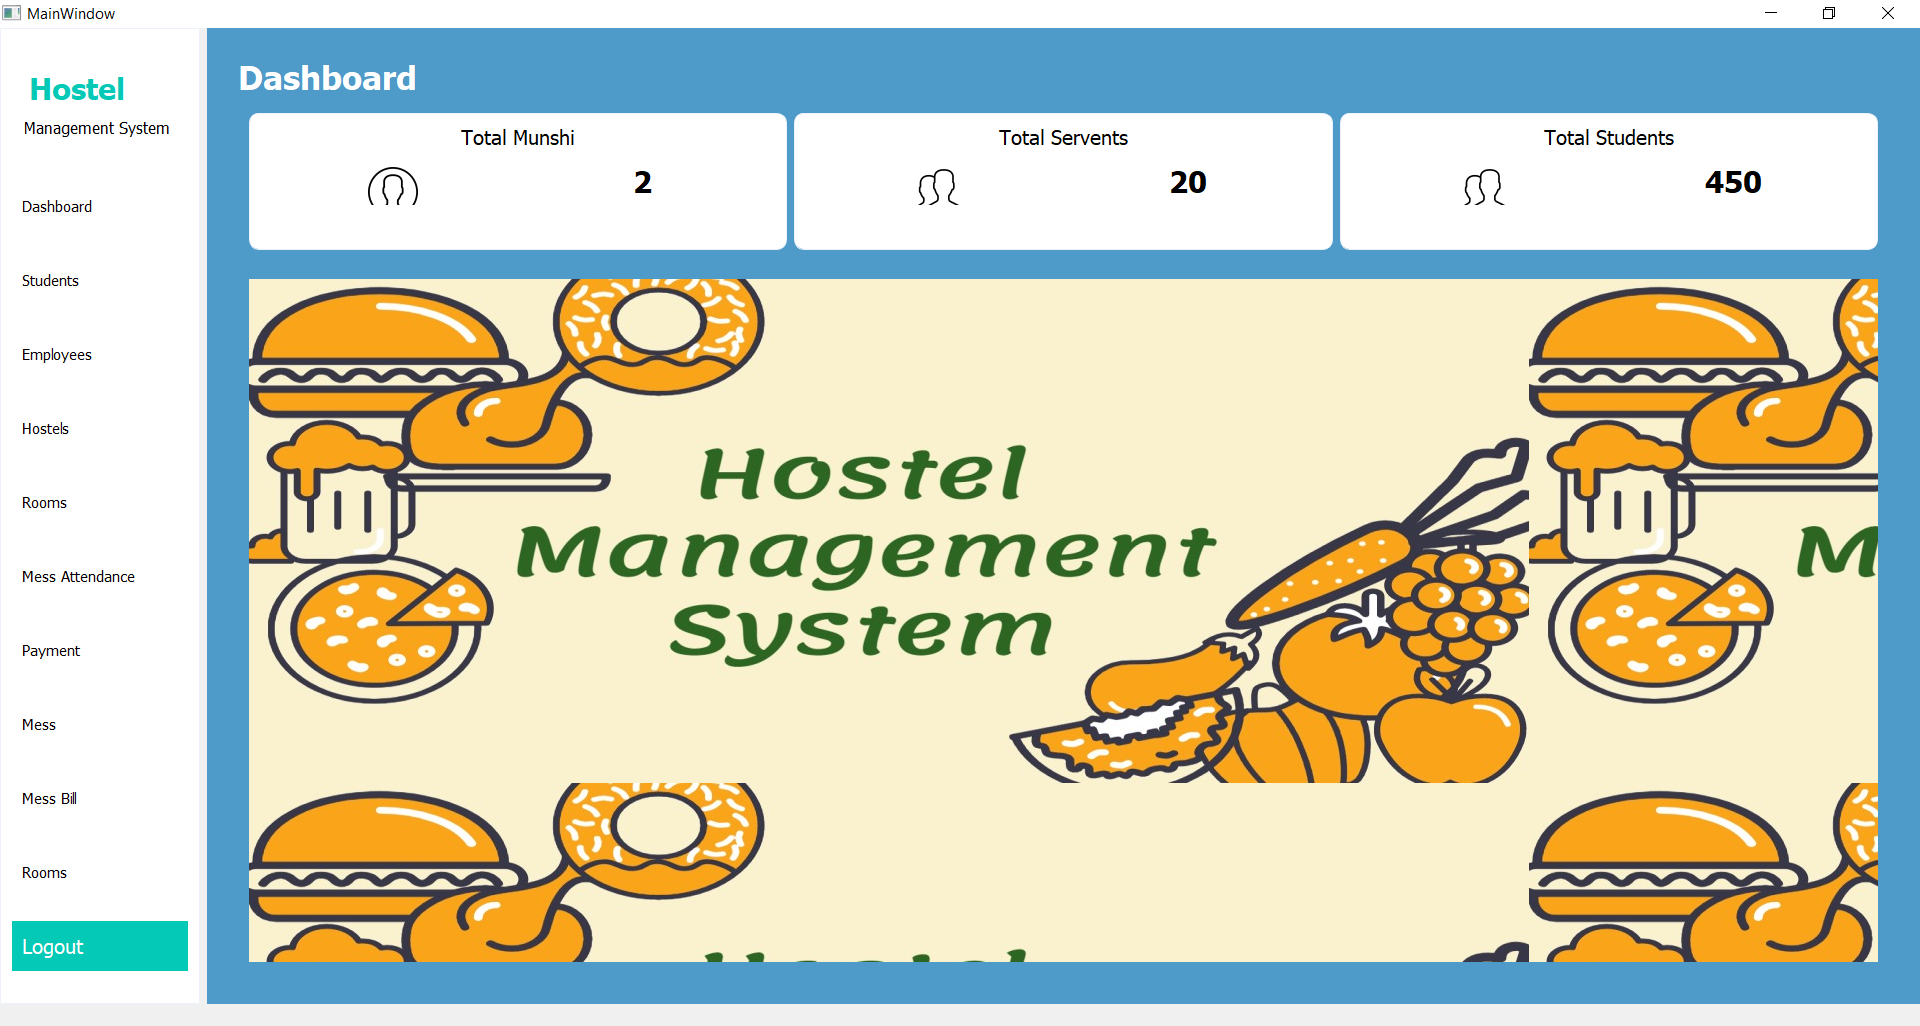 MainWindow
Hostel
Management System
Dashboard
Students
Employees
Hostels
Rooms
Mess Attendance
Payment
Mess
Mess Bill
Rooms
Logout
Dashboard
Total Munshi
2
Total Servents
20
Total Students
450
Hostel
Management
System
M
Hostel